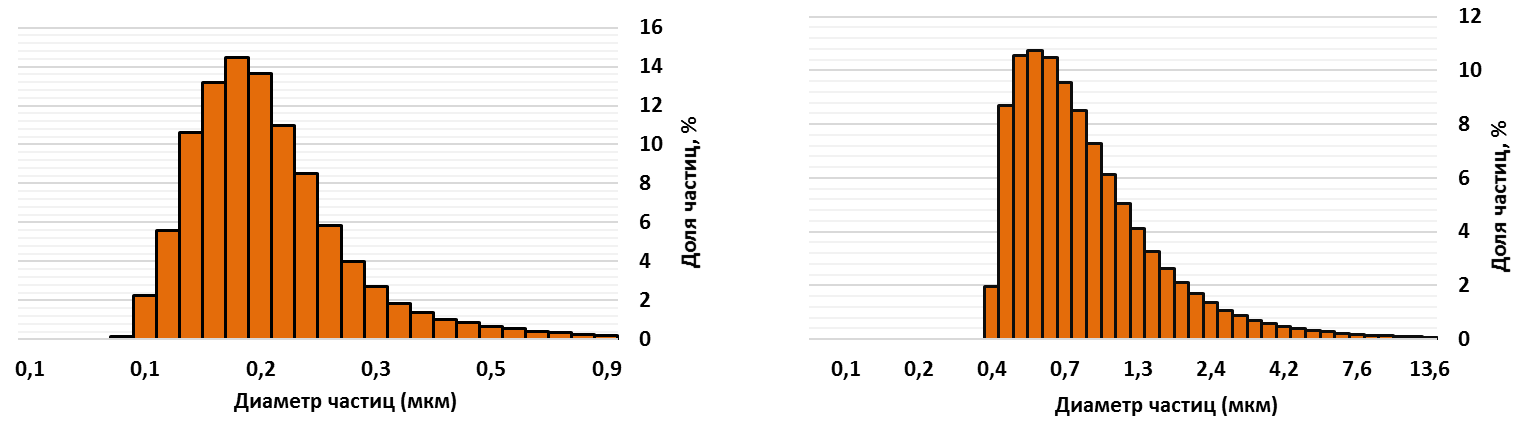 16
14
12
10
8
6
4
2
0
Доля частиц, %
0,1 0,1 0,2 0,3 0,5 0,9
Диаметр частиц (мкм)
12
10
8
6
4
2
0
Доля частиц, %
0,1 0,2 0,4 0,7 1,3 2,4 4,2 7,6 13,6
Диаметр частиц (мкм)